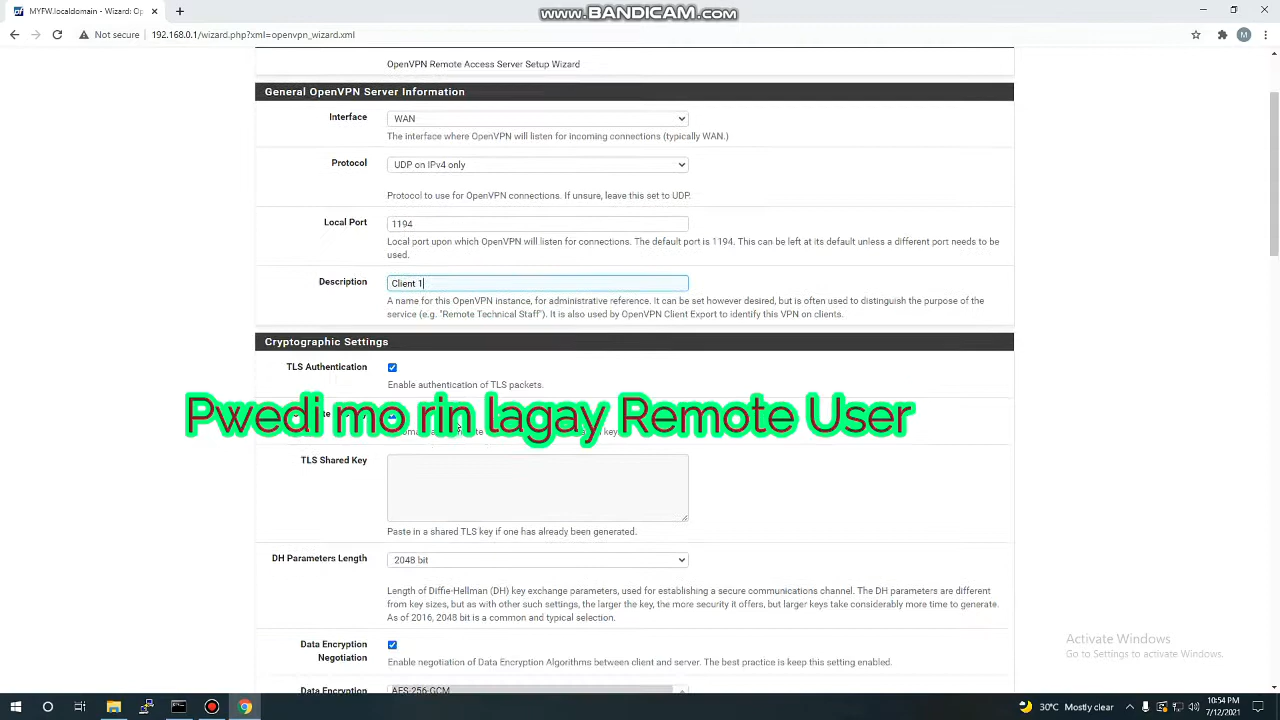 MYFW.localdomain - Wizard: Op
www.BANDICAM.com
Not secure
192.168.0.1/wizard.php?xml=openvpn_wizard.xml
M
OpenVPN Remote Access Server Setup Wizard
General OpenVPN Server Information
Interface
WAN
The interface where OpenVPN will listen for incoming connections (typically WAN.)
Protocol
UDP on IPv4 only
Protocol to use for OpenVPN connections. If unsure, leave this set to UDP.
Local Port
1194
Local port upon which OpenVPN will listen for connections. The default port is 1194. This can be left at its default unless a different port needs to be
used.
Description
Client 1
A name for this OpenVPN instance, for administrative reference. It can be set however desired, but is often used to distinguish the purpose of the
service (e.g. "Remote Technical Staff"). It is also used by OpenVPN Client Export to identify this VPN on clients.
Cryptographic Settings
TLS Authentication
Enable authentication of TLS packets.
Pwedi mo rin lagay Remote User
TLS Shared Key
Paste in a shared TLS key if one has already been generated.
DH Parameters Length
2048 bit
Length of Diffie-Hellman (DH) key exchange parameters, used for establishing a secure communications channel. The DH parameters are different
from key sizes, but as with other such settings, the larger the key, the more security it offers, but larger keys take considerably more time to generate.
As of 2016, 2048 bit is a common and typical selection.
Data Encryption
Negotiation
Enable negotiation of Data Encryption Algorithms between client and server. The best practice is keep this setting enabled.
Data Encryption
AES-256-GCM
Activate Windows
Go to Settings to activate Windows.
30°C Mostly clear
10:54 PM
7/12/2021